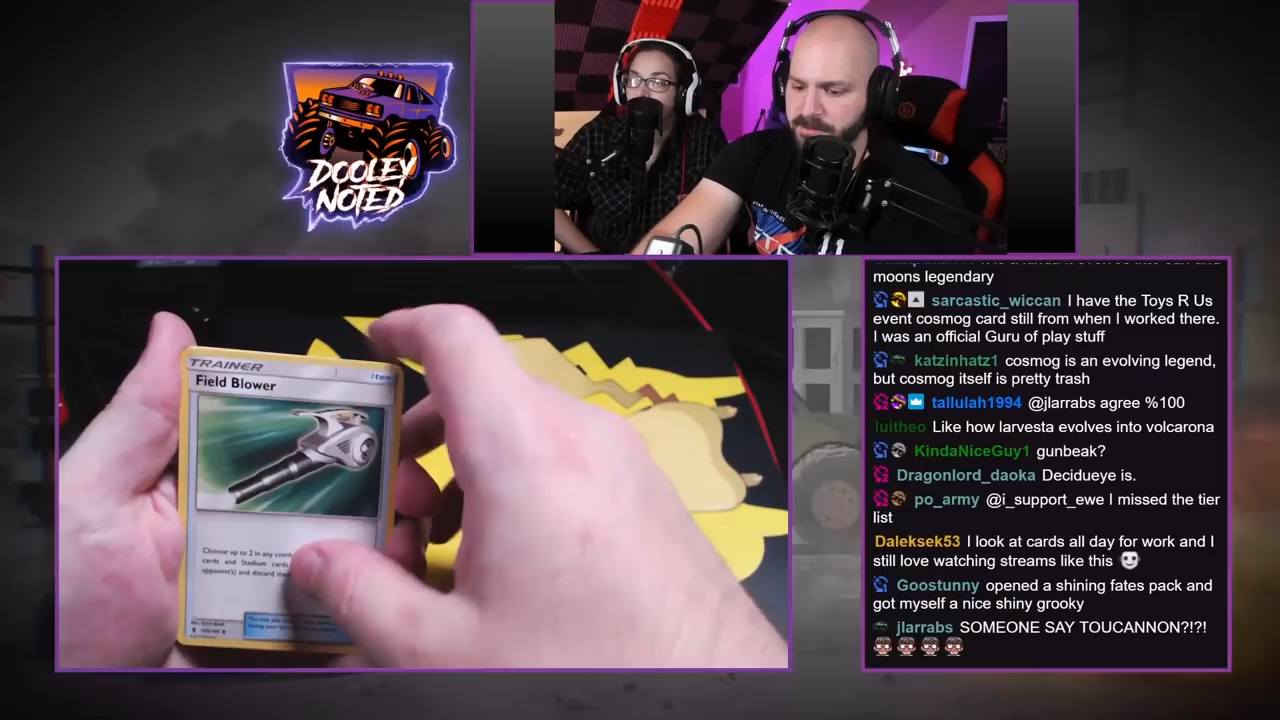 DOOLEY
NOTED
TRAINER
Item
Field Blower
Choose up to 2 in any
cards and Stadium cards
and discard
moons legendary
sarcastic_wiccan I have the Toys R Us
event cosmog card still from when I worked there.
I was an official Guru of play stuff
katzinhatz1 cosmog is an evolving legend,
but cosmog itself is pretty trash
tallulah1994 @jlarrabs agree %100
luitheo Like how larvesta evolves into volcarona
KindaNiceGuy1 gunbeak?
Dragonlord_daoka Decidueye is.
po_army @i_support_ewe I missed the tier
list
Daleksek53 I look at cards all day for work and I
still love watching streams like this
Goostunny opened a shining fates pack and
got myself a nice shiny grooky
jlarrabs SOMEONE SAY TOUCANNON?!?!